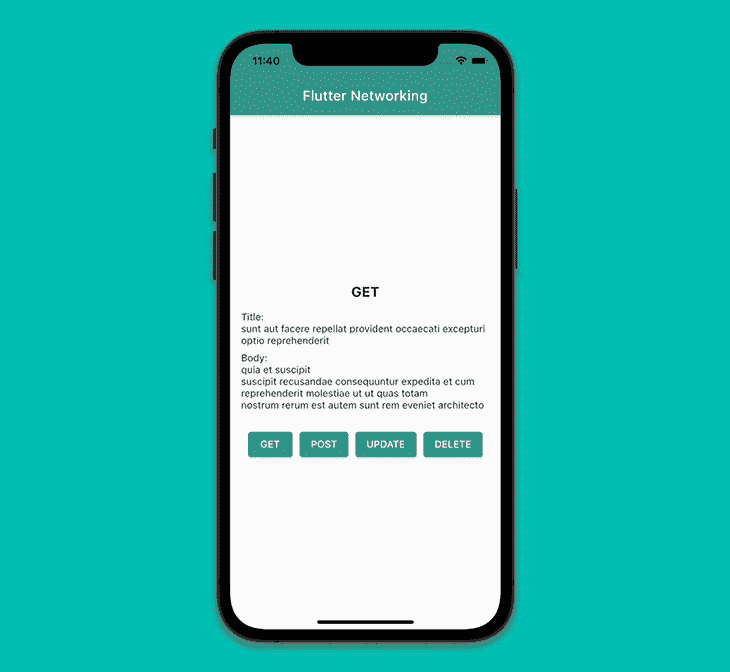 11:40
Flutter Networking
GET
Title:
sunt aut facere repellat provident occaecati excepturi
optio reprehenderit
Body:
quia et suscipit
suscipit recusandae consequuntur expedita et cum
reprehenderit molestiae ut ut quas totam
nostrum rerum est autem sunt rem eveniet architecto
GET POST UPDATE DELETE